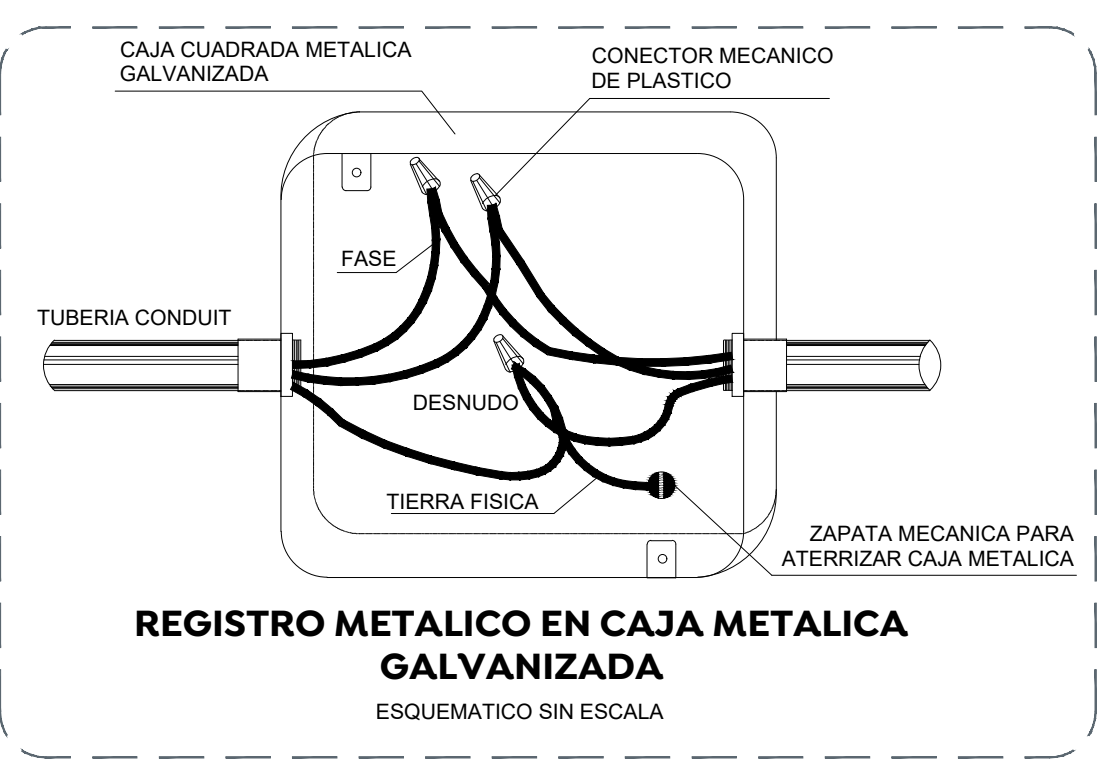 CAJA CUADRADA METALICA
GALVANIZADA
CONECTOR MECANICO
DE PLASTICO
FASE
TUBERIA CONDUIT
DESNUDO
TIERRA FISICA
ZAPATA MECANICA PARA
ATERRIZAR CAJA METALICA
REGISTRO METALICO EN CAJA METALICA
GALVANIZADA
ESQUEMATICO SIN ESCALA